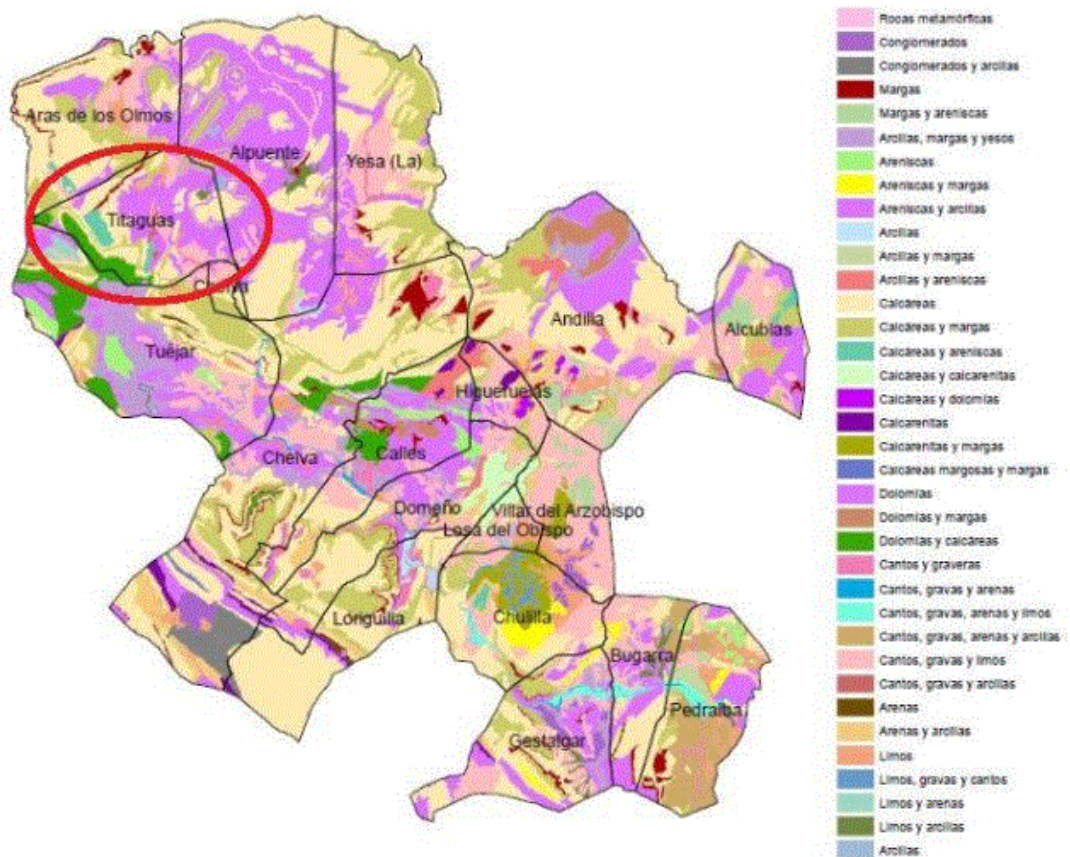 Aras de los Olmos
Alpuente
Yesa (La)
Titaguas
Andilla
Alcublas
Tuéjar
Higueruelas
Chelva
Calles
Domeño
Villar del Arzobispo
Losa del Obispo
Loriguilla
Chulilla
Bugarra
Pedralba
Gestalgar
Rocas metamórficas
Conglomerados
Conglomerados y arcillas
Margas
Margas y areniscas
Arcillas, margas y yesos
Areniscas
Areniscas y margas
Areniscas y arcillas
Arcillas
Arcillas y margas
Arcillas y areniscas
Calcáreas
Calcáreas y margas
Calcáreas y areniscas
Calcáreas y calcarenitas
Calcáreas y dolomías
Calcarenitas
Calcarenitas y margas
Calcáreas margosas y margas
Dolomías
Dolomías y margas
Dolomías y calcáreas
Cantos y graveras
Cantos, gravas y arenas
Cantos, gravas, arenas y limos
Cantos, gravas, arenas y arcillas
Cantos, gravas y limos
Cantos, gravas y arcillas
Arenas
Arenas y arcillas
Limos
Limos, gravas y cantos
Limos y arenas
Limos y arcillas
Arcillas